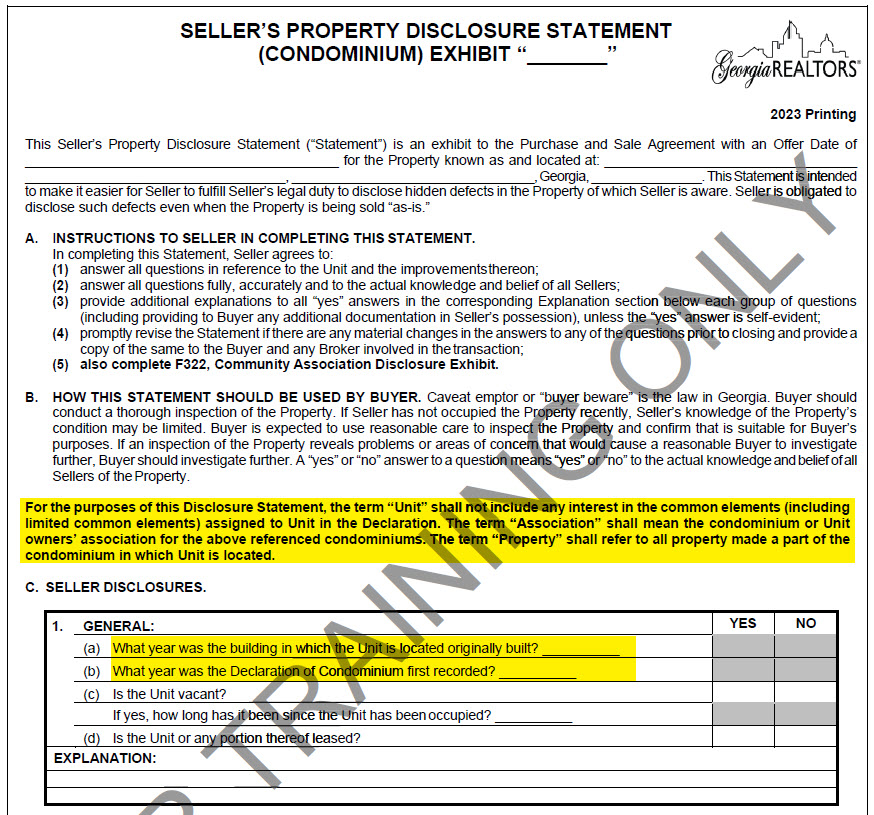 SELLER'S PROPERTY DISCLOSURE STATEMENT
(CONDOMINIUM) EXHIBIT "_______"
GeorgiaREALTORS®
2023 Printing
This Seller's Property Disclosure Statement ("Statement") is an exhibit to the Purchase and Sale Agreement with an Offer Date of
_______________ for the Property known as and located at: _______________
_______________, _______________, Georgia, _______________. This Statement is intended
to make it easier for Seller to fulfill Seller's legal duty to disclose hidden defects in the Property of which Seller is aware. Seller is obligated to
disclose such defects even when the Property is being sold "as-is."
A. INSTRUCTIONS TO SELLER IN COMPLETING THIS STATEMENT.
In completing this Statement, Seller agrees to:
(1) answer all questions in reference to the Unit and the improvementsthereon;
(2) answer all questions fully, accurately and to the actual knowledge and belief of all Sellers;
(3) provide additional explanations to all "yes" answers in the corresponding Explanation section below each group of questions
(including providing to Buyer any additional documentation in Seller's possession), unless the "yes" answer is self-evident;
(4) promptly revise the Statement if there are any material changes in the answers to any of the questions prior to closing and provide a
copy of the same to the Buyer and any Broker involved in the transaction;
(5) also complete F322, Community Association Disclosure Exhibit.
B. HOW THIS STATEMENT SHOULD BE USED BY BUYER. Caveat emptor or "buyer beware" is the law in Georgia. Buyer should
conduct a thorough inspection of the Property. If Seller has not occupied the Property recently, Seller's knowledge of the Property's
condition may be limited. Buyer is expected to use reasonable care to inspect the Property and confirm that is suitable for Buyer's
purposes. If an inspection of the Property reveals problems or areas of concern that would cause a reasonable Buyer to investigate
further, Buyer should investigate further. A "yes" or "no" answer to a question means "yes" or "no" to the actual knowledge and belief of all
Sellers of the Property.
For the purposes of this Disclosure Statement, the term "Unit" shall not include any interest in the common elements (including
limited common elements) assigned to Unit in the Declaration. The term "Association" shall mean the condominium or Unit
owners' association for the above referenced condominiums. The term "Property" shall refer to all property made a part of the
condominium in which Unit is located.
C. SELLER DISCLOSURES.
1. GENERAL: YES NO
(a) What year was the building in which the Unit is located originally built? __________
(b) What year was the Declaration of Condominium first recorded? __________
(c) Is the Unit vacant?
If yes, how long has it been since the Unit has been occupied? __________
(d) Is the Unit or any portion thereof leased?
EXPLANATION:
R TRAINING ONLY